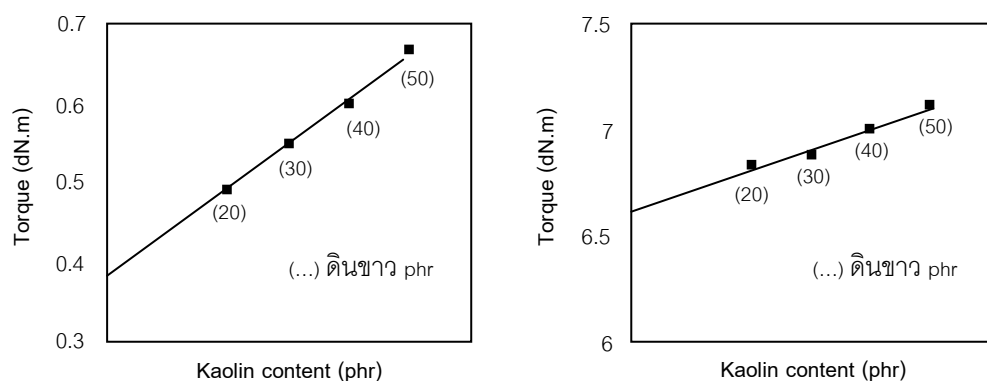 0.7
0.6
0.5
0.4
0.3
Torque (dN.m)
(20)
(30)
(40)
(50)
(...) ดินขาว phr
Kaolin content (phr)
7.5
7
6.5
6
Torque (dN.m)
(20)
(30)
(40)
(50)
(...) ดินขาว phr
Kaolin content (phr)